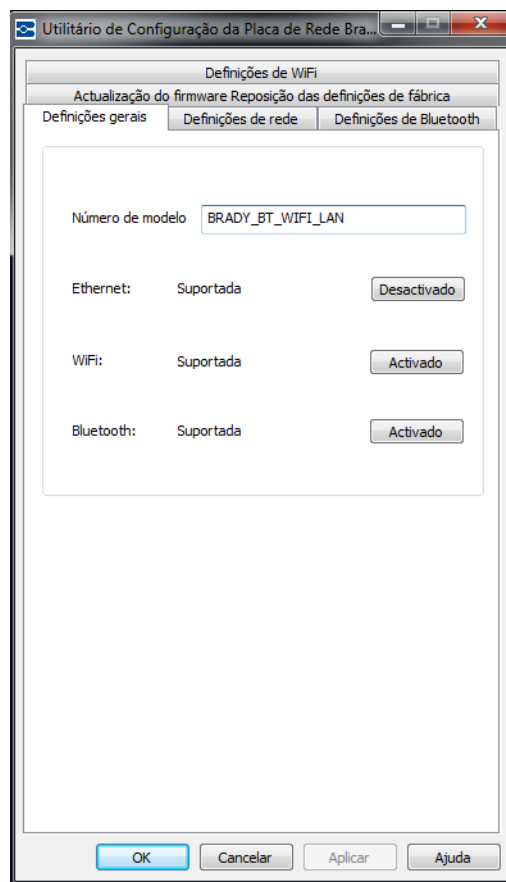 Utilitário de Configuração da Placa de Rede Bra...
Definições de WiFi
Actualização do firmware Reposição das definições de fábrica
Definições gerais Definições de rede Definições de Bluetooth
Número de modelo BRADY_BT_WIFI_LAN
Ethernet: Suportada Desactivado
WiFi: Suportada Activado
Bluetooth: Suportada Activado
OK Cancelar Aplicar Ajuda